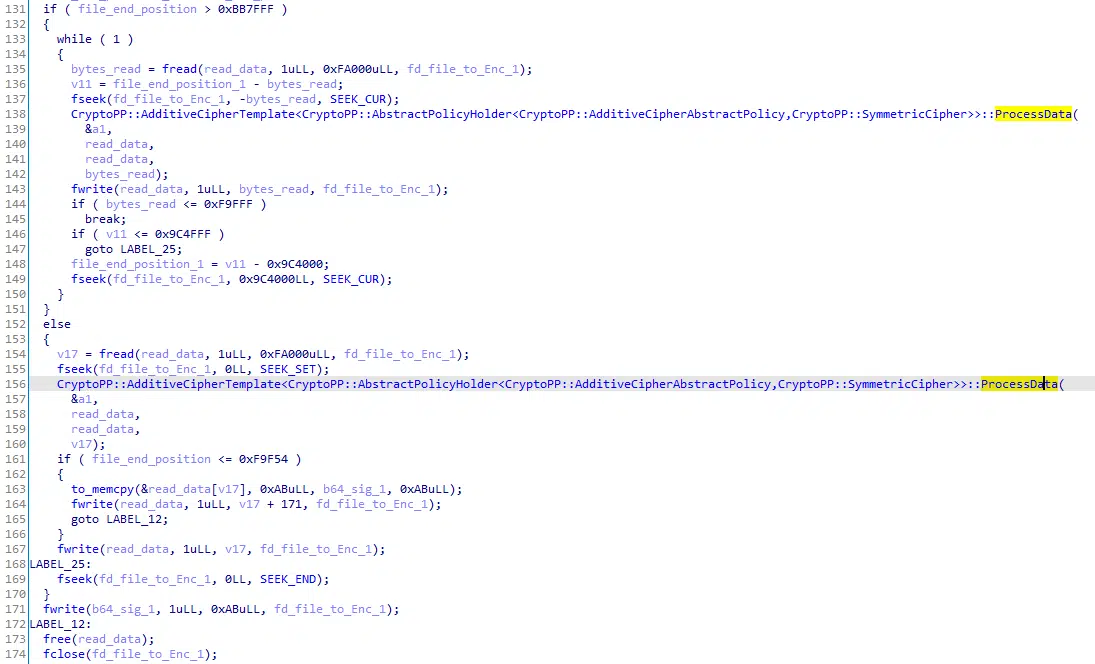 131 if ( file_end_position > 0xBB7FFF )
132 {
133 while ( 1 )
134 {
135 bytes_read = fread(read_data, 1uLL, 0xFA000uLL, fd_file_to_Enc_1);
136 v11 = file_end_position_1 - bytes_read;
137 fseek(fd_file_to_Enc_1, -bytes_read, SEEK_CUR);
138 CryptoPP::AdditiveCipherTemplate<CryptoPP::AbstractPolicyHolder<CryptoPP::AdditiveCipherAbstractPolicy,CryptoPP::SymmetricCipher>>::ProcessData(
139 &a1,
140 read_data,
141 read_data,
142 bytes_read);
143 fwrite(read_data, 1uLL, bytes_read, fd_file_to_Enc_1);
144 if ( bytes_read <= 0xF9FFF )
145 break;
146 if ( v11 <= 0x9C4FFF )
147 goto LABEL_25;
148 file_end_position_1 = v11 - 0x9C4000;
149 fseek(fd_file_to_Enc_1, 0x9C4000LL, SEEK_CUR);
150 }
151 }
152 else
153 {
154 v17 = fread(read_data, 1uLL, 0xFA000uLL, fd_file_to_Enc_1);
155 fseek(fd_file_to_Enc_1, 0LL, SEEK_SET);
156 CryptoPP::AdditiveCipherTemplate<CryptoPP::AbstractPolicyHolder<CryptoPP::AdditiveCipherAbstractPolicy,CryptoPP::SymmetricCipher>>::ProcessData(
157 &a1,
158 read_data,
159 read_data,
160 v17);
161 if ( file_end_position <= 0xF9F54 )
162 {
163 to_memcpy(&read_data[v17], 0xABuLL, b64_sig_1, 0xABuLL);
164 fwrite(read_data, 1uLL, v17 + 171, fd_file_to_Enc_1);
165 goto LABEL_12;
166 }
167 fwrite(read_data, 1uLL, v17, fd_file_to_Enc_1);
168 LABEL_25:
169 fseek(fd_file_to_Enc_1, 0LL, SEEK_END);
170 }
171 fwrite(b64_sig_1, 1uLL, 0xABuLL, fd_file_to_Enc_1);
172 LABEL_12:
173 free(read_data);
174 fclose(fd_file_to_Enc_1);